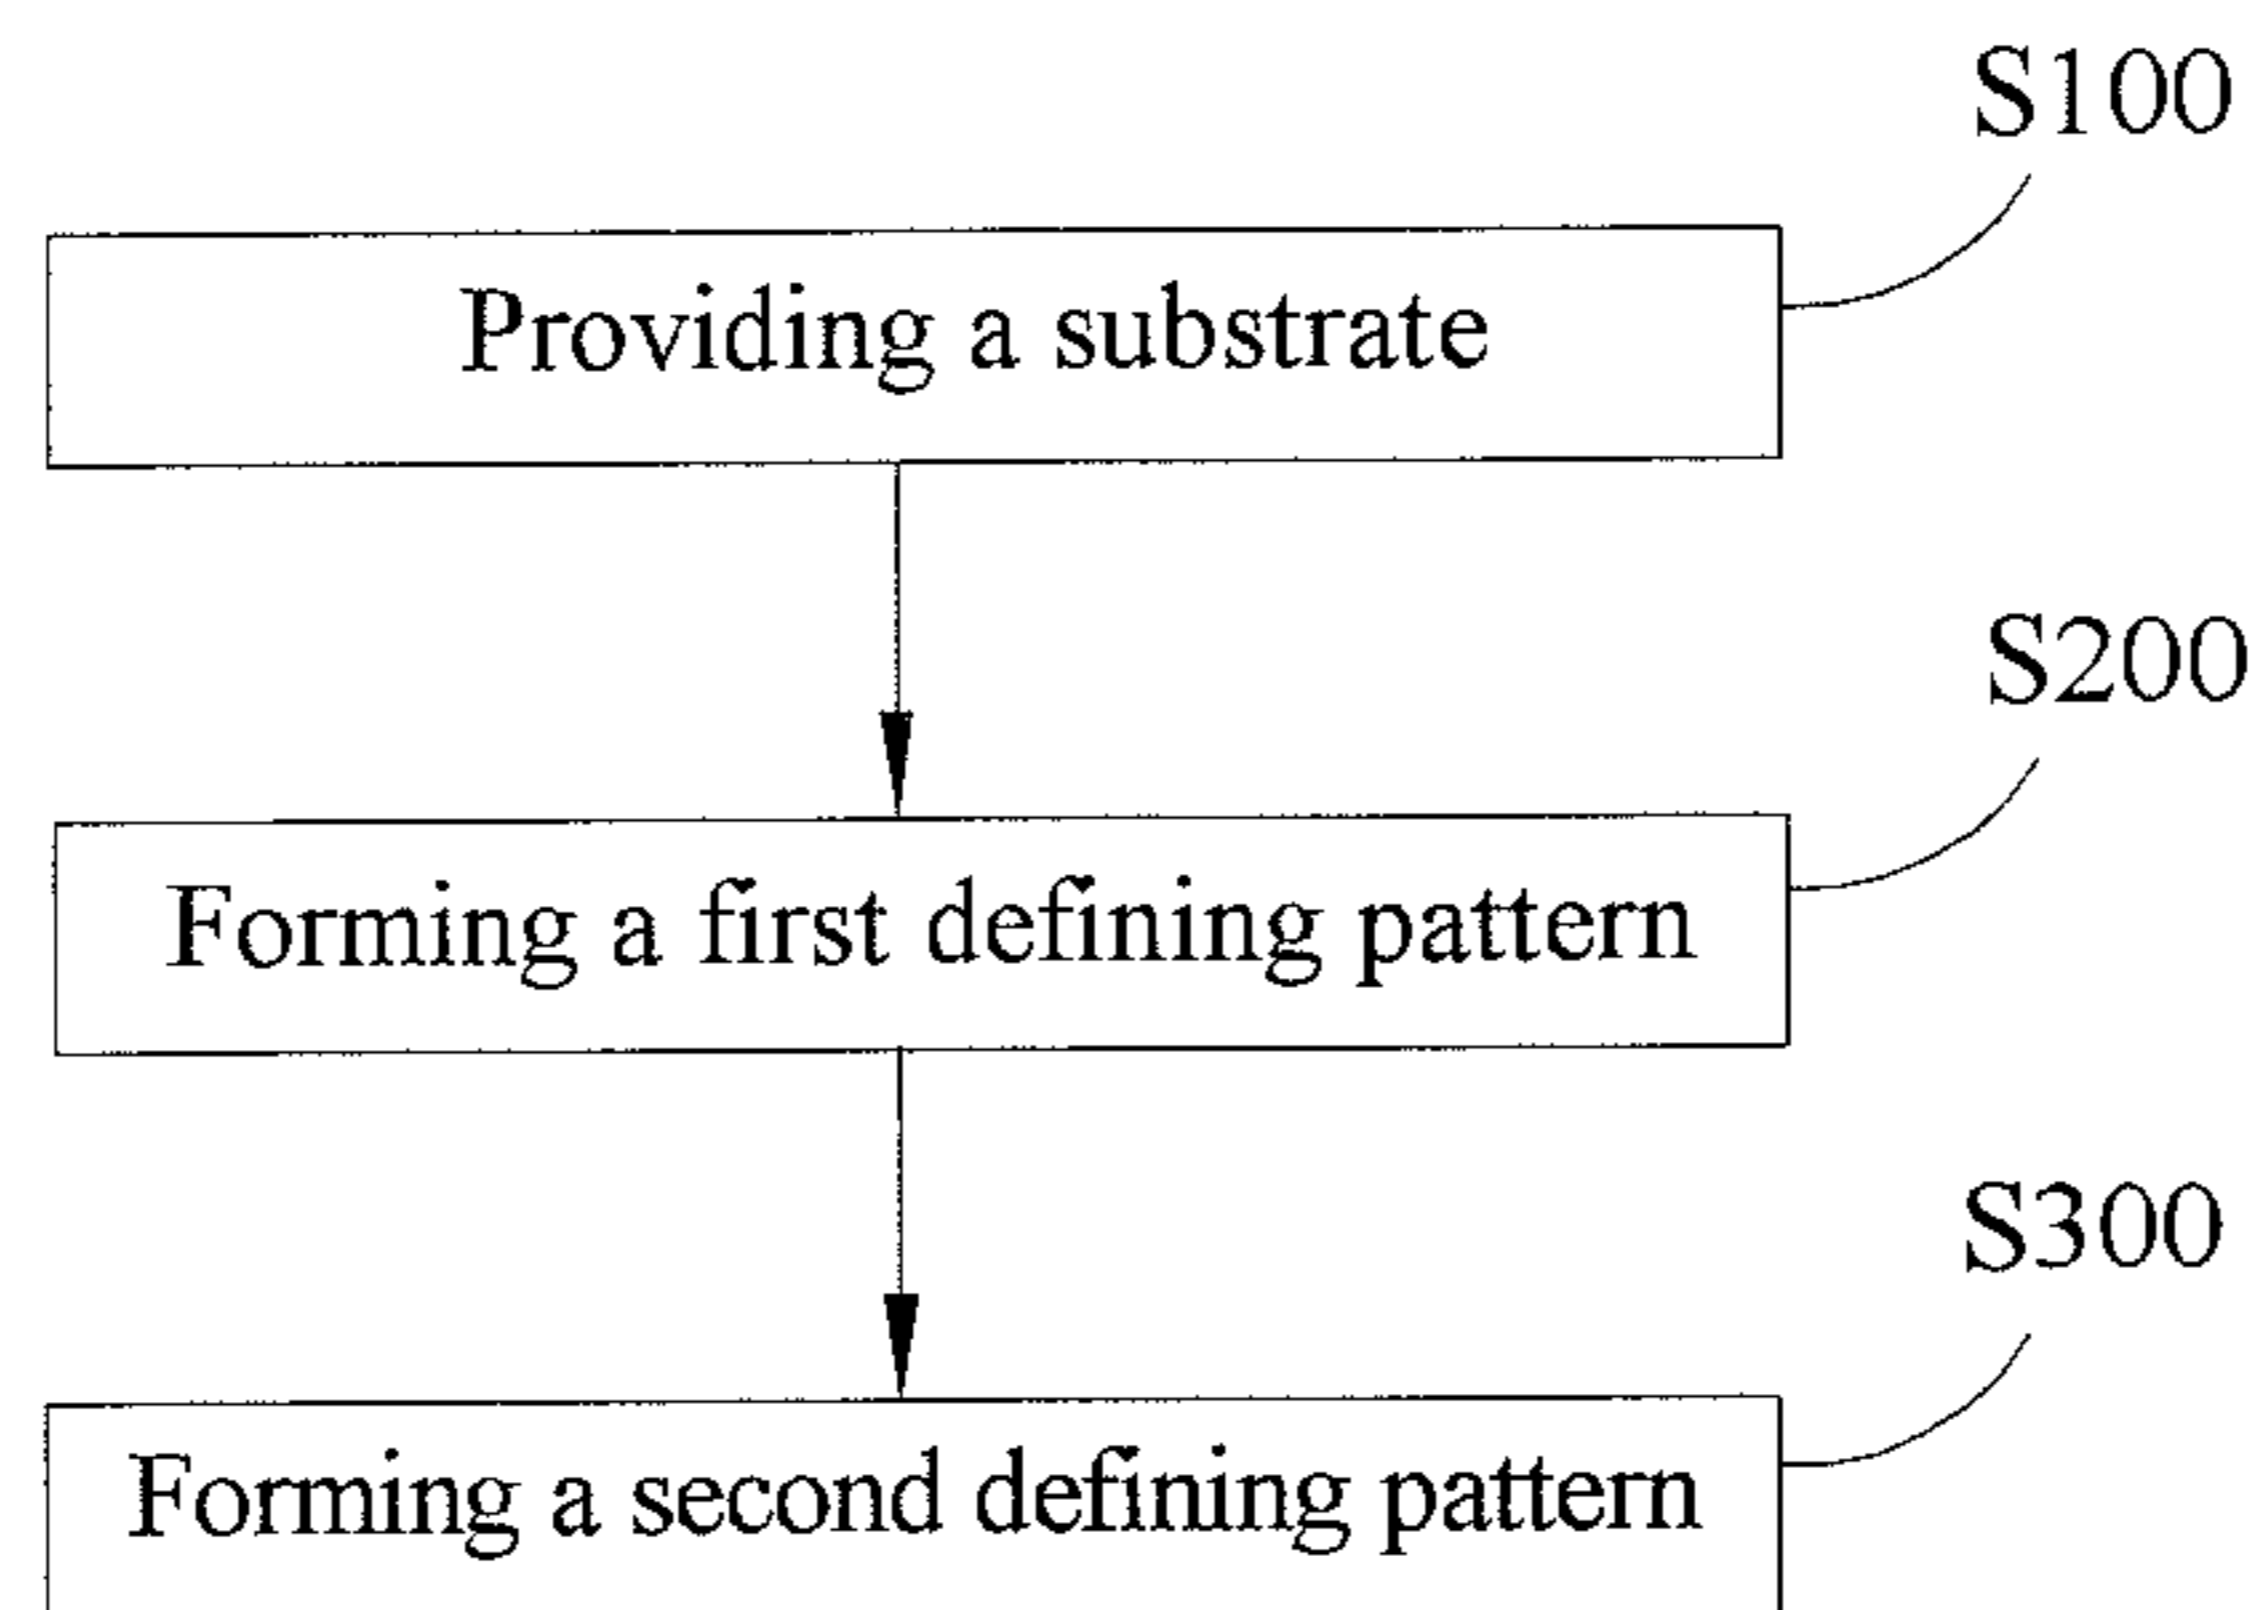 S100
Providing a substrate
S200
Forming a first defining pattern
S300
Forming a second defining pattern